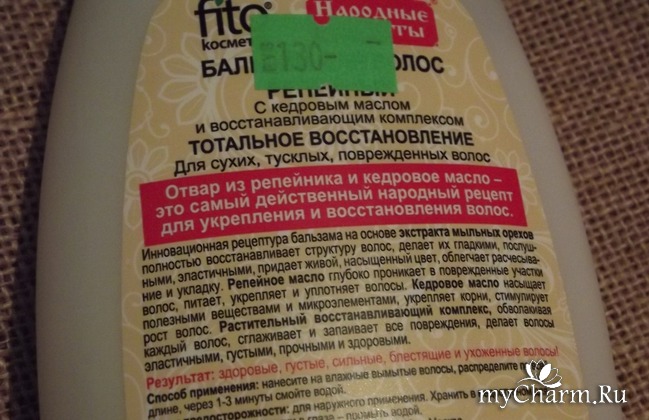 fito
НАРОДНЫЕ
130-
РЕПЕЙНЫЙ
С кедровым маслом
и восстанавливающим комплексом
ТОТАЛЬНОЕ ВОССТАНОВЛЕНИЕ
Для сухих, тусклых, поврежденных волос
Отвар из репейника и кедровое масло –
это самый действенный народный рецепт
для укрепления и восстановления волос.
Инновационная рецептура бальзама на основе экстракта мыльных орехов
полностью восстанавливает структуру волос, делает их гладкими, послуш-
ными, эластичными, придает живой, насыщенный цвет, облегчает расчесыва-
ние и укладку. Репейное масло глубоко проникает в поврежденные участки
волос, питает, укрепляет и уплотняет волосы. Кедровое масло насыщает
полезными веществами и микроэлементами, укрепляет корни, стимулирует
рост волос. Растительный восстанавливающий комплекс, обволакивая
каждый волос, сглаживает и запаивает все повреждения, делает волосы
эластичными, густыми, прочными и здоровыми.
Результат: здоровые, густые, сильные, блестящие и ухоженные волосы!
Способ применения: нанесите на влажные вымытые волосы, распределите по
длине, через 1-3 минуты смойте водой.
для наружного применения. Хранить в
промыть водой.
myCharm.Ru